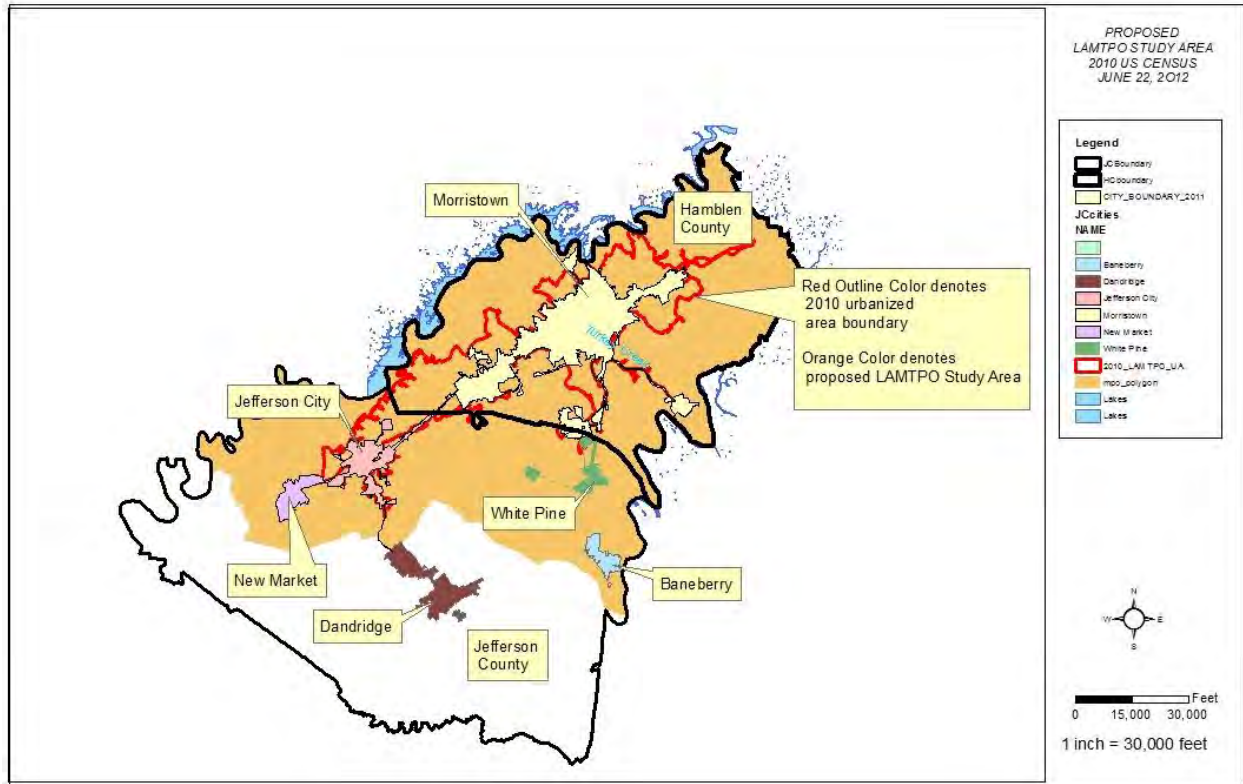 PROPOSED
LAMTPO STUDY AREA
2010 US CENSUS
JUNE 22, 2O12
Legend
JCBoundary
HCboundary
CITY_BOUNDARY_2011
JCcities
NAME
Baneberry
Dandridge
Jefferson City
Morristown
New Market
White Pine
2010_LAMTPO_U.A.
mpo_polygon
Lakes
Lakes
Morristown
Hamblen
County
Red Outline Color denotes
2010 urbanized
area boundary
Orange Color denotes
proposed LAMTPO Study Area
Turkey Creek
Jefferson City
White Pine
New Market
Baneberry
Dandridge
Jefferson
County
N
W
E
S
Feet
0 15,000 30,000
1 inch = 30,000 feet